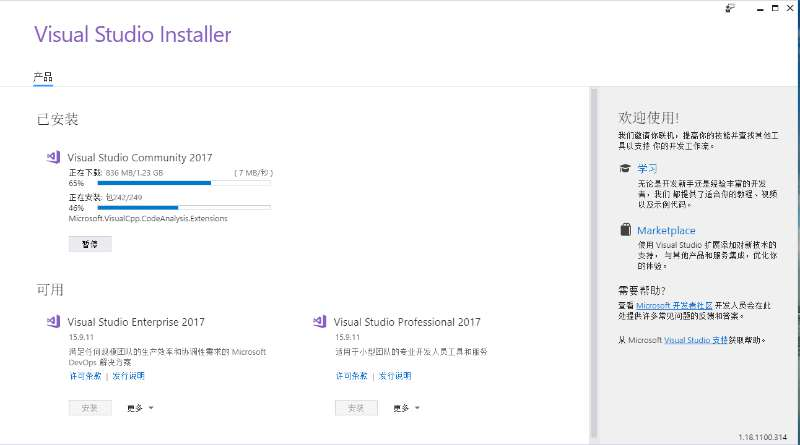 Visual Studio Installer
产品
已安装
Visual Studio Community 2017
正在下载: 836 MB/1.23 GB
( 7 MB/秒)
65%
正在安装: 包242/249
46%
Microsoft.VisualCpp.CodeAnalysis.Extensions
暂停
可用
Visual Studio Enterprise 2017
15.9.11
满足任何规模团队的生产效率和协调性需求的 Microsoft
DevOps 解决方案
许可条款 | 发行说明
安装
更多
Visual Studio Professional 2017
15.9.11
适用于小型团队的专业开发人员工具和服务
许可条款 | 发行说明
安装
更多
欢迎使用!
我们邀请你联机，提高你的技能并查找其他工
具以支持 你的开发工作流。
学习
无论是开发新手还是经验丰富的开发
者，我们 都提供了适合你的教程、视频
以及示例代码。
Marketplace
使用 Visual Studio 扩展添加对新技术的
支持， 与其他产品和服务集成，优化你
的体验。
需要帮助?
查看 Microsoft 开发者社区 开发人员会在此
处提供许多常见问题的反馈和答案。
从 Microsoft Visual Studio 支持获取帮助。
1.18.1100.314